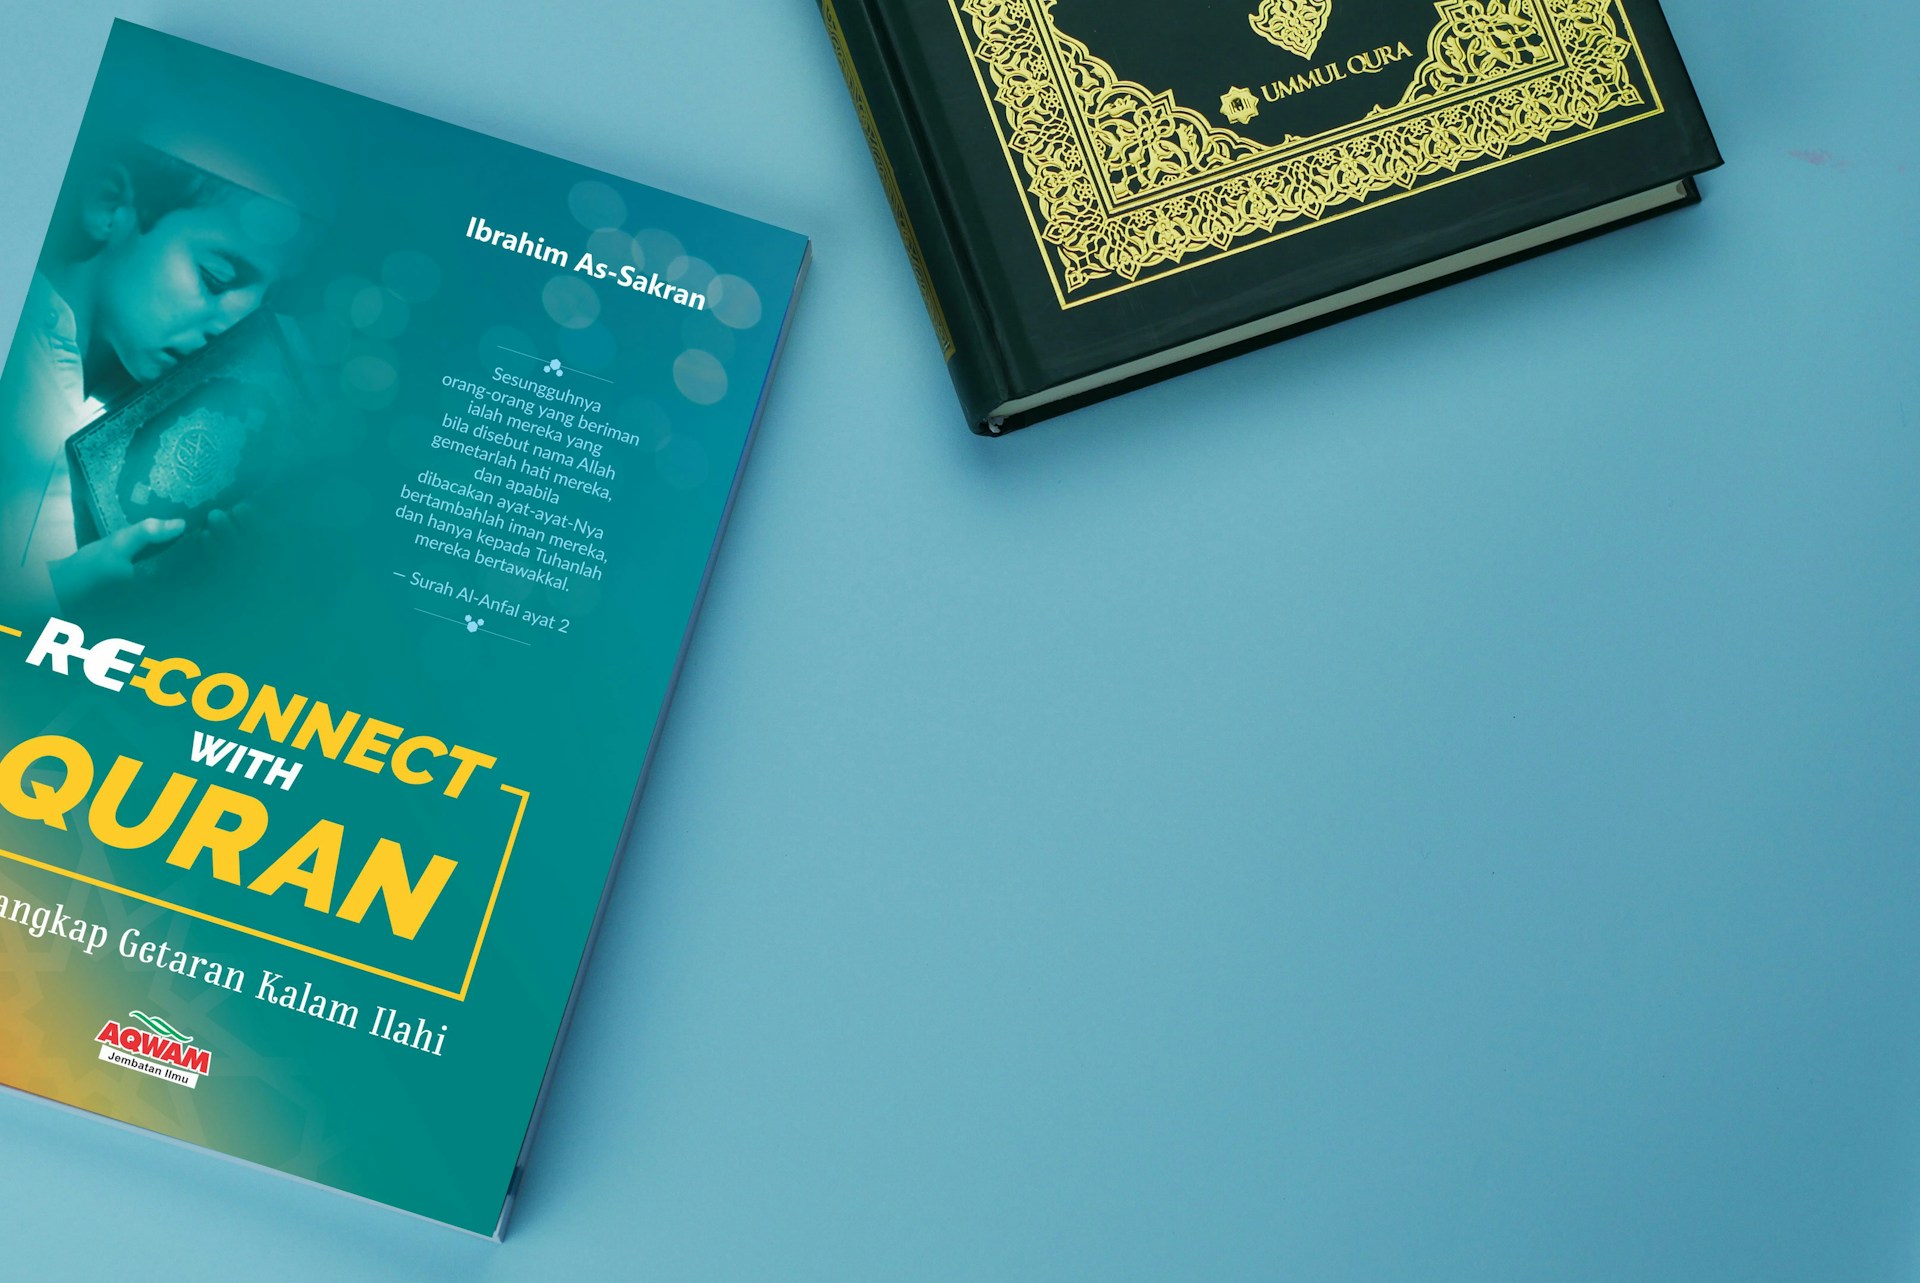 Ibrahim As-Sakran
Sesungguhnya
orang-orang yang beriman
ialah mereka yang
bila disebut nama Allah
gemetarlah hati mereka,
dan apabila
dibacakan ayat-ayat-Nya
bertambahlah iman mereka,
dan hanya kepada Tuhanlah
mereka bertawakkal.
– Surah Al-Anfal ayat 2
RE-CONNECT
WITH
QURAN
angkap Getaran Kalam Ilahi
AQWAM
Jembatan Ilmu
UMMUL QURA